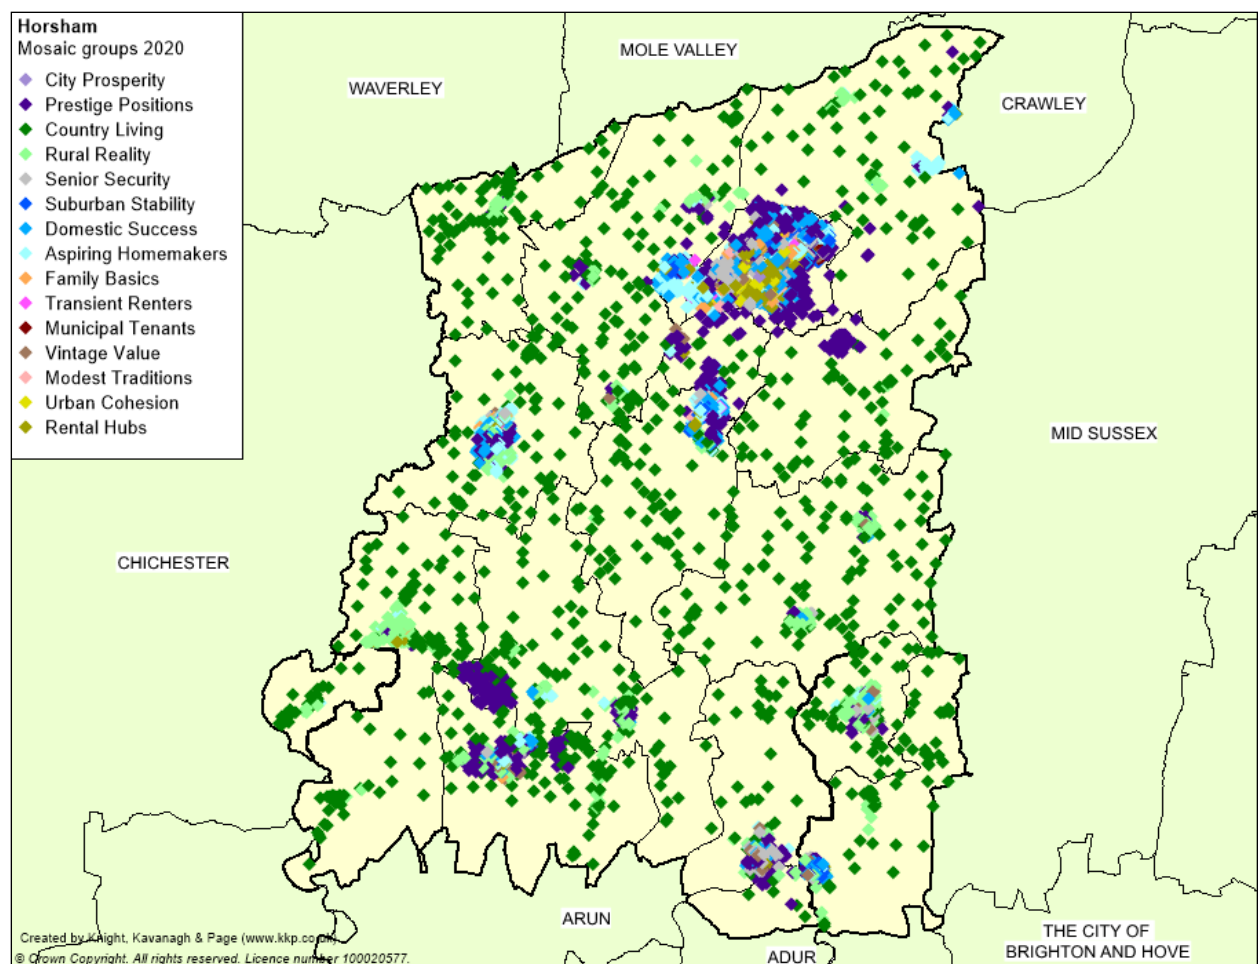 Horsham
Mosaic groups 2020
City Prosperity
Prestige Positions
Country Living
Rural Reality
Senior Security
Suburban Stability
Domestic Success
Aspiring Homemakers
Family Basics
Transient Renters
Municipal Tenants
Vintage Value
Modest Traditions
Urban Cohesion
Rental Hubs
MOLE VALLEY
WAVERLEY
CRAWLEY
MID SUSSEX
CHICHESTER
ARUN
ADUR
THE CITY OF
BRIGHTON AND HOVE
Created by Knight, Kavanagh & Page (www.kkp.co.uk)
© Crown Copyright. All rights reserved. Licence number 100020577.